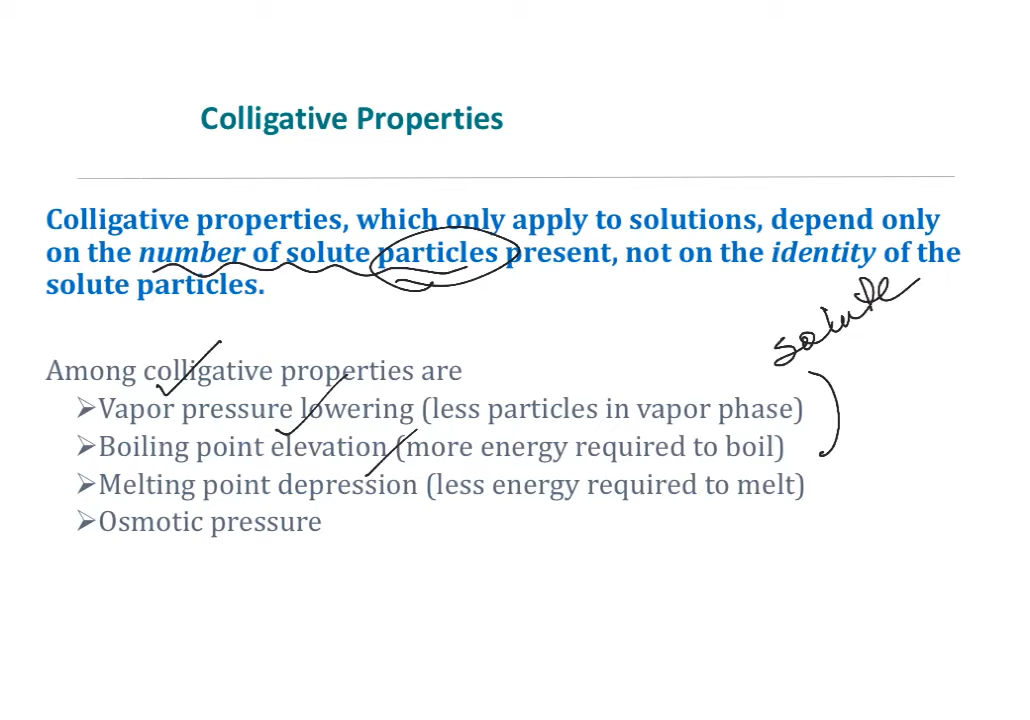 Colligative Properties
Colligative properties, which only apply to solutions, depend only
on the number of solute particles present, not on the identity of the
solute particles.
solute
Among colligative properties are
➢Vapor pressure lowering (less particles in vapor phase)
➢Boiling point elevation (more energy required to boil)
➢Melting point depression (less energy required to melt)
➢Osmotic pressure